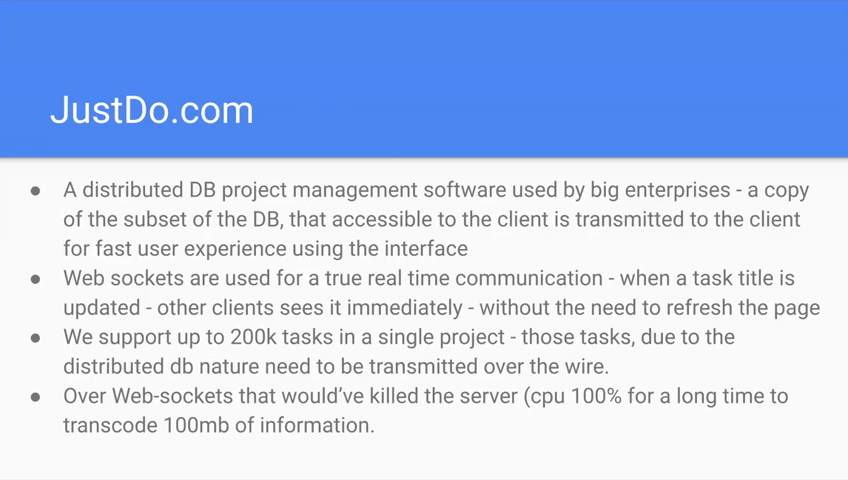 JustDo.com
● A distributed DB project management software used by big enterprises - a copy
of the subset of the DB, that accessible to the client is transmitted to the client
for fast user experience using the interface
● Web sockets are used for a true real time communication - when a task title is
updated - other clients sees it immediately - without the need to refresh the page
● We support up to 200k tasks in a single project - those tasks, due to the
distributed db nature need to be transmitted over the wire.
● Over Web-sockets that would’ve killed the server (cpu 100% for a long time to
transcode 100mb of information.